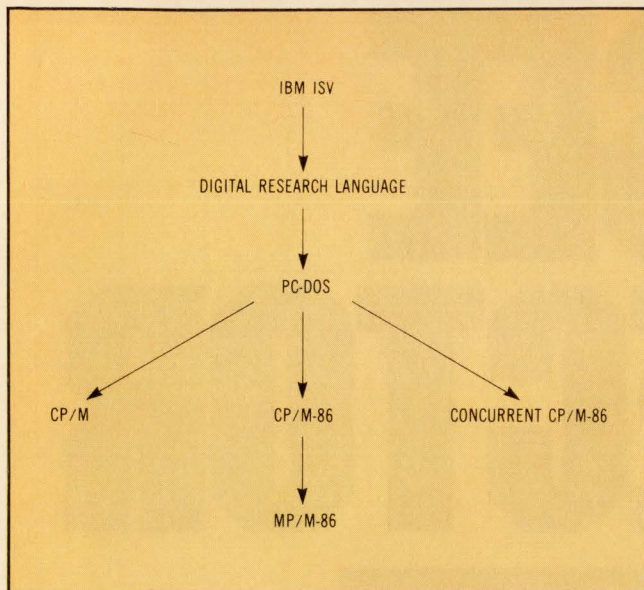 IBM ISV
DIGITAL RESEARCH LANGUAGE
PC-DOS
CP/M
CP/M-86
CONCURRENT CP/M-86
MP/M-86